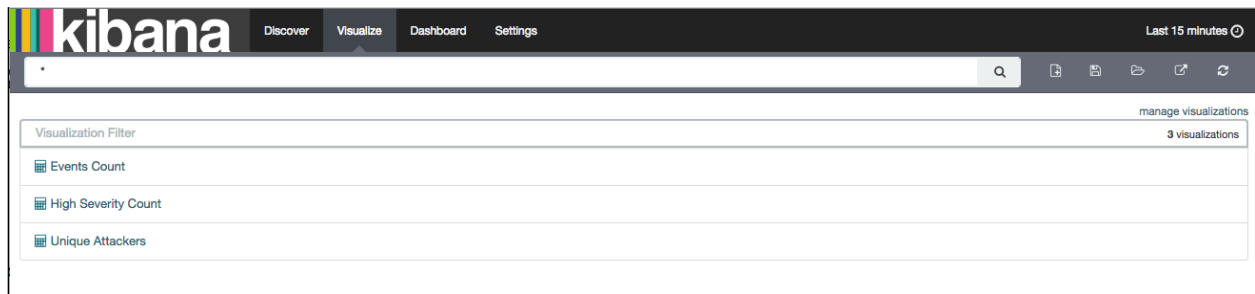 kibana Discover Visualize Dashboard Settings Last 15 minutes
*
manage visualizations
Visualization Filter 3 visualizations
Events Count
High Severity Count
Unique Attackers